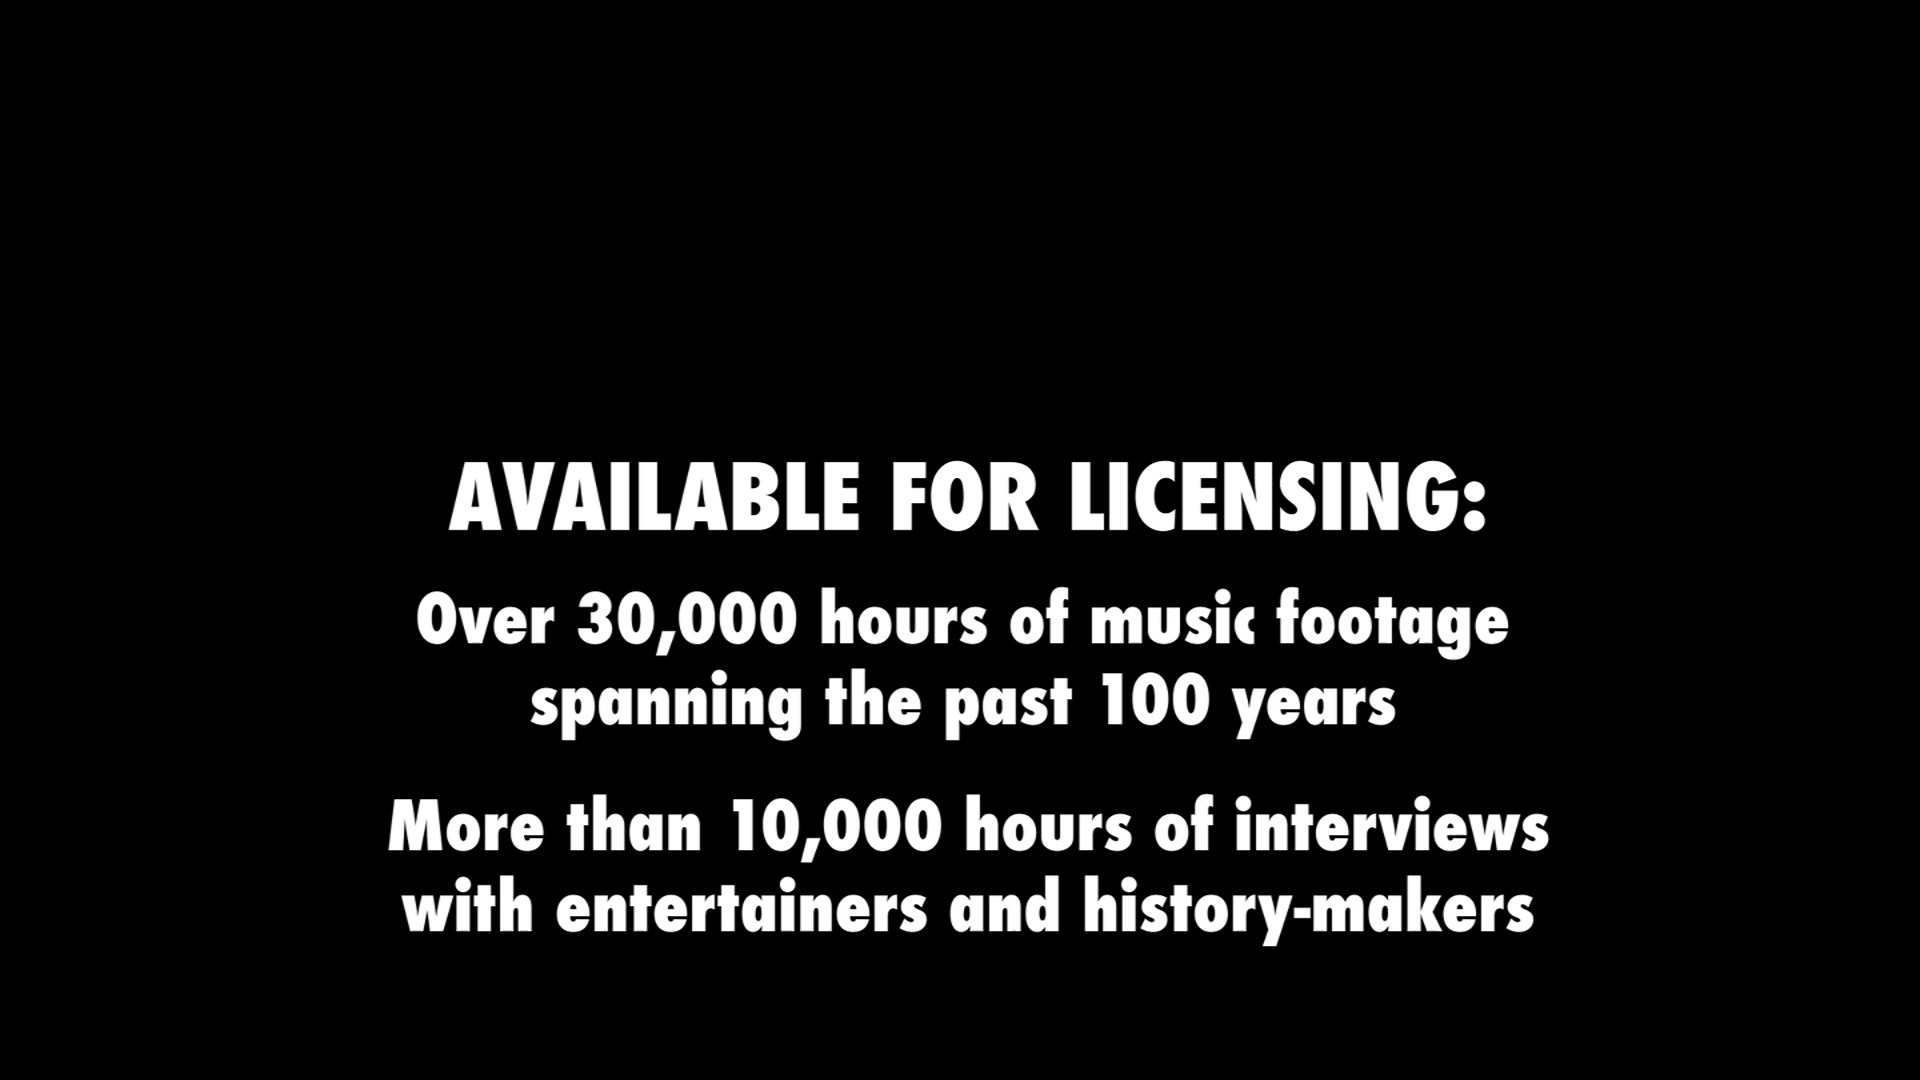 AVAILABLE FOR LICENSING:
Over 30,000 hours of music footage
spanning the past 100 years
More than 10,000 hours of interviews
with entertainers and history-makers